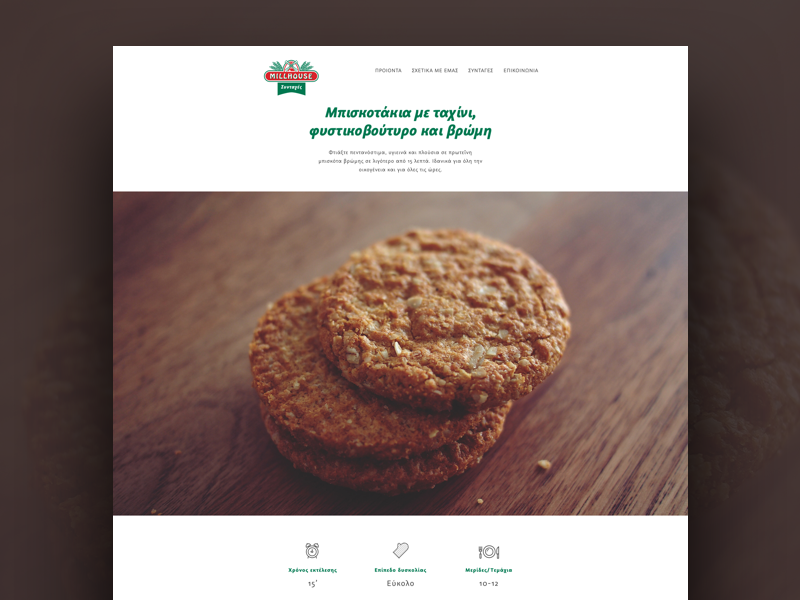 MILLHOUSE
Συνταγές
ΠΡΟΙΟΝΤΑ ΣΧΕΤΙΚΑ ΜΕ ΕΜΑΣ ΣΥΝΤΑΓΕΣ ΕΠΙΚΟΙΝΩΝΙΑ
Μπισκοτάκια με ταχίνι,
φυστικοβούτυρο και βρώμη
Φτιάξτε πεντανόστιμα, υγιεινά και πλούσια σε πρωτεΐνη
μπισκότα βρώμης σε λιγότερο από 15 λεπτά. Ιδανικά για όλη την
οικογένεια και για όλες τις ώρες.
Χρόνος εκτέλεσης Επίπεδο δυσκολίας Μερίδες/Τεμάχια
15' Εύκολο 10-12